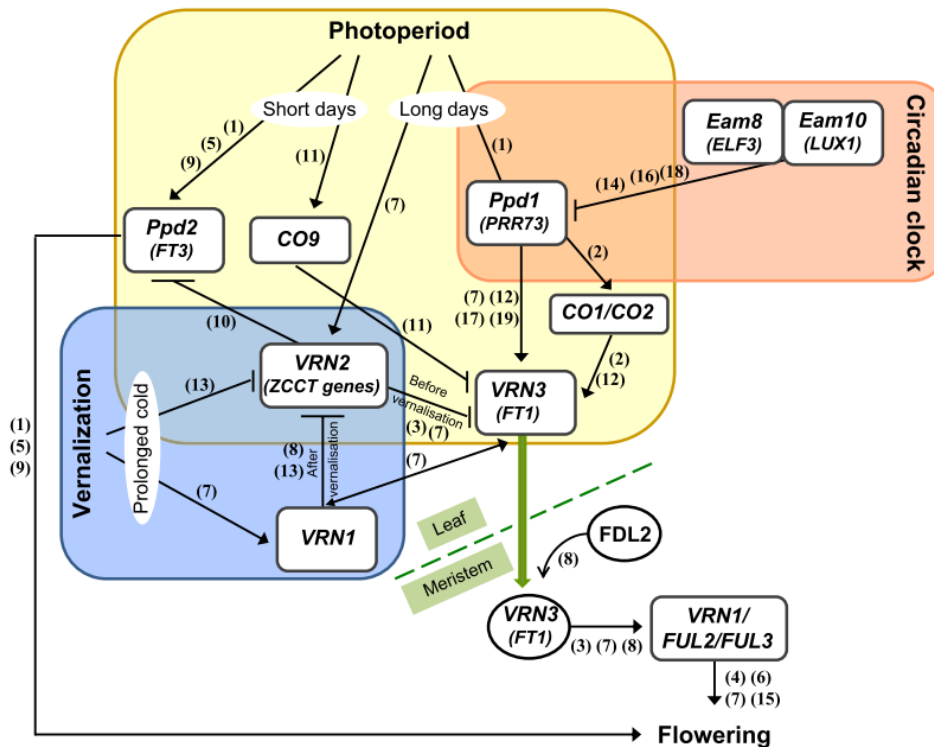 Photoperiod
Short days
Long days
Circadian clock
Eam8
(ELF3)
Eam10
(LUX1)
(1)
(5)
(9)
(11)
(7)
(1)
(14) (16) (18)
Ppd2
(FT3)
CO9
Ppd1
(PRR73)
(2)
(7) (12)
(17) (19)
CO1/CO2
(10)
(11)
(2)
(12)
VRN2
(ZCCT genes)
Before
vernalisation
(3) (7)
VRN3
(FT1)
Vernalization
Prolonged cold
(13)
(7)
(8)
(13)
After
vernalisation
(7)
(1)
(5)
(9)
VRN1
Leaf
Meristem
FDL2
(8)
VRN3
(FT1)
(3) (7) (8)
VRN1/
FUL2/FUL3
(4) (6)
(7) (15)
Flowering